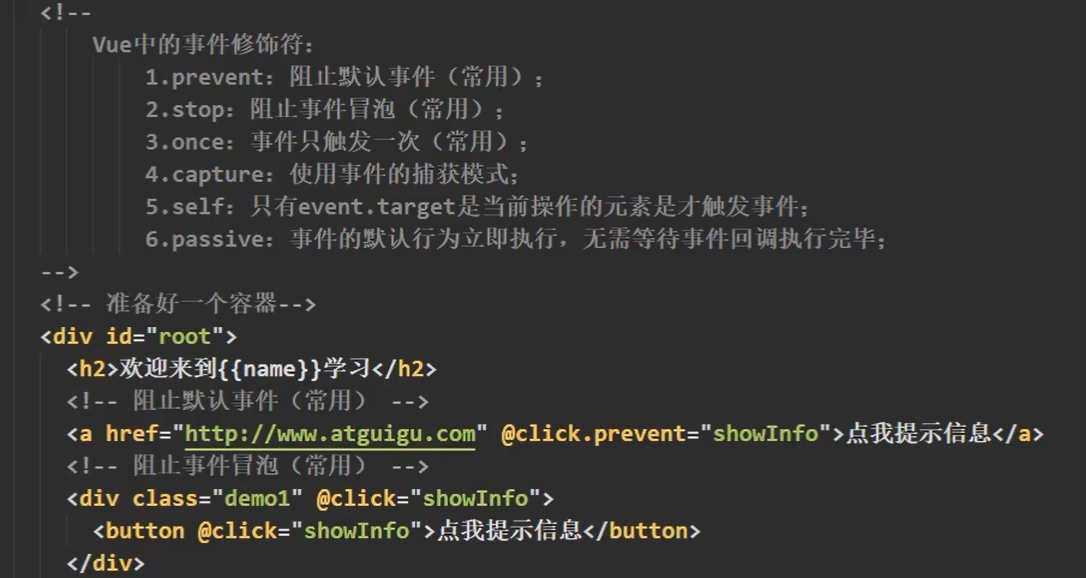 <!--
Vue中的事件修饰符：
1.prevent：阻止默认事件（常用）；
2.stop：阻止事件冒泡（常用）；
3.once：事件只触发一次（常用）；
4.capture：使用事件的捕获模式；
5.self：只有event.target是当前操作的元素是才触发事件；
6.passive：事件的默认行为立即执行，无需等待事件回调执行完毕；
-->
<!-- 准备好一个容器-->
<div id="root">
<h2>欢迎来到{{name}}学习</h2>
<!-- 阻止默认事件（常用） -->
<a href="http://www.atguigu.com" @click.prevent="showInfo">点我提示信息</a>
<!-- 阻止事件冒泡（常用） -->
<div class="demo1" @click="showInfo">
<button @click="showInfo">点我提示信息</button>
</div>